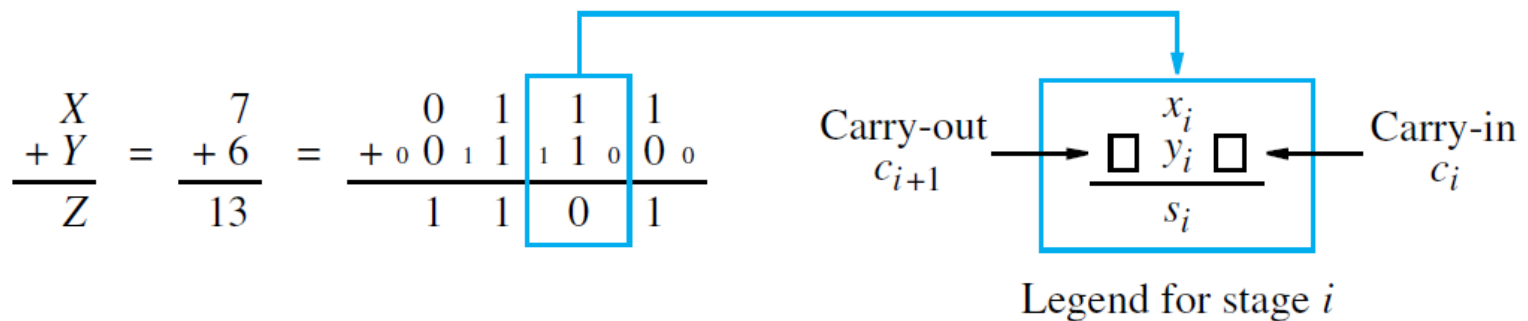 X 7 0 1 1 1
+ Y = + 6 = + 0 0 1 1 1 1 0 0 0
Z 13 1 1 0 1
Carry-out
c_{i+1}
x_i
y_i
s_i
Carry-in
c_i
Legend for stage i